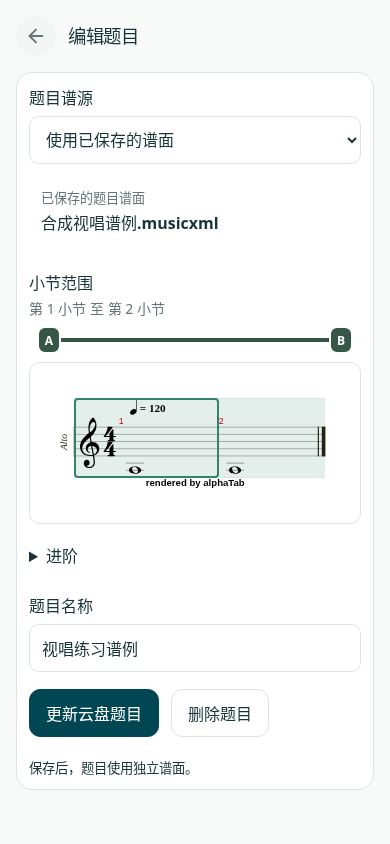 编辑题目
题目谱源
使用已保存的谱面
已保存的题目谱面
合成视唱谱例.musicxml
小节范围
第 1 小节 至 第 2 小节
A B
= 120
1 2
Alto
4
4
rendered by alphaTab
进阶
题目名称
视唱练习谱例
更新云盘题目 删除题目
保存后，题目使用独立谱面。